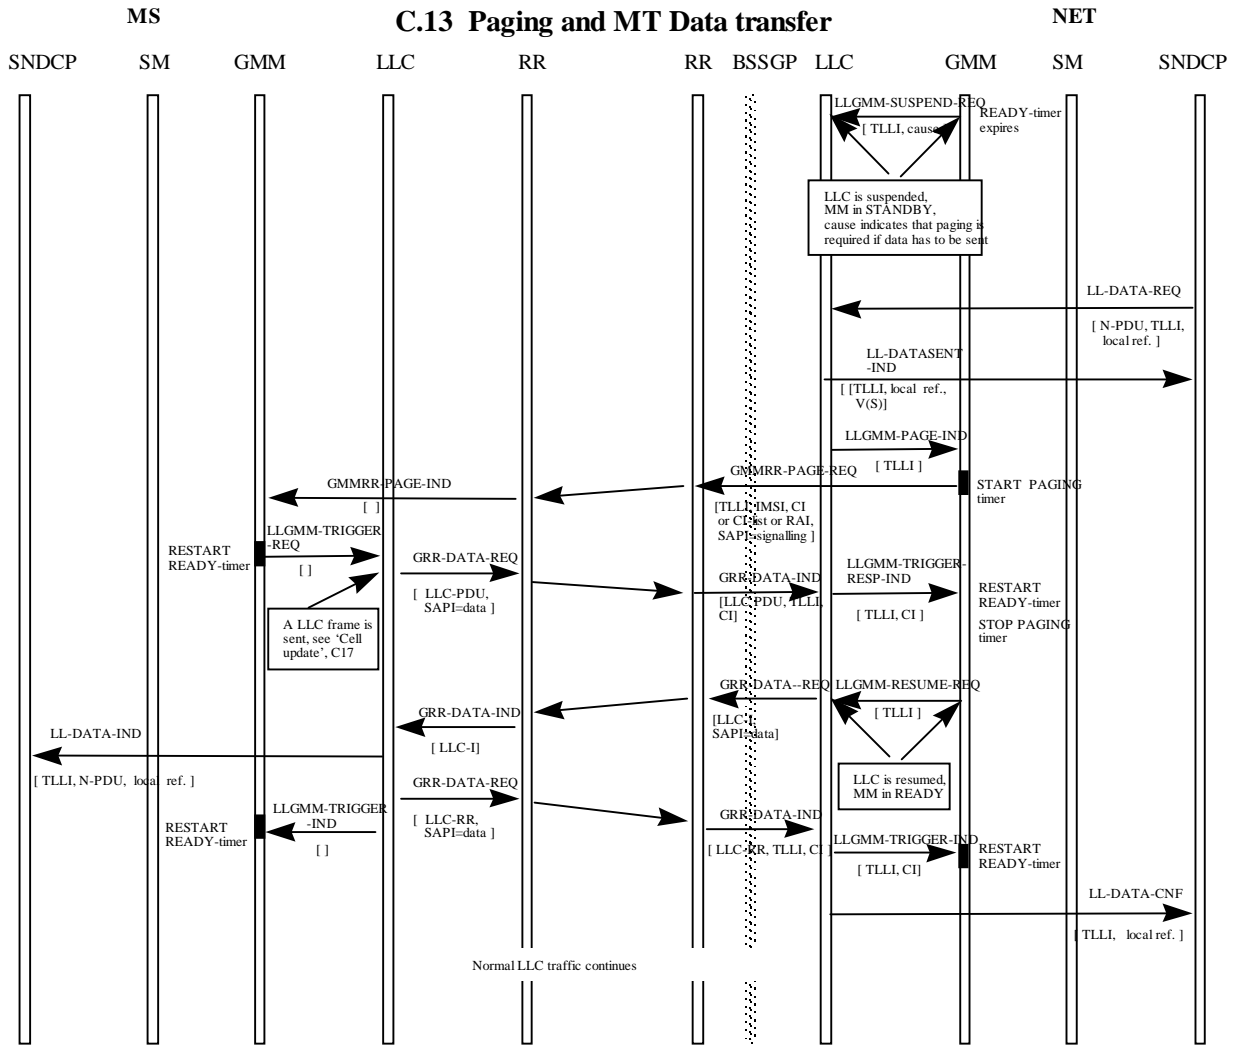 MS
C.13 Paging and MT Data transfer
NET
SNDCP SM GMM LLC RR RR BSSGP LLC GMM SM SNDCP
LLGMM-SUSPEND-REQ
[ TLLI, cause
READY-timer
expires
LLC is suspended,
MM in STANDBY,
cause indicates that paging is
required if data has to be sent
LL-DATA-REQ
[ N-PDU, TLLI,
local ref. ]
LL-DATASENT
-IND
[ [TLLI, local ref.,
V(S)]
LLGMM-PAGE-IND
[ TLLI ]
GMMRR-PAGE-REQ
START PAGING
timer
GMMRR-PAGE-IND
[ ]
[TLLI, IMSI, CI
or CI-list or RAI,
SAPI=signalling ]
LLGMM-TRIGGER
-REQ
[ ]
RESTART
READY-timer
GRR-DATA-REQ
[ LLC-PDU,
SAPI=data ]
GRR-DATA-IND
[LLC-PDU, TLLI,
CI]
LLGMM-TRIGGER-
RESP-IND
[ TLLI, CI ]
RESTART
READY-timer
STOP PAGING
timer
A LLC frame is
sent, see ‘Cell
update’, C17
LLGMM-RESUME-REQ
[ TLLI ]
GRR-DATA--REQ
[LLC-I,
SAPI=data]
GRR-DATA-IND
[ LLC-I]
LL-DATA-IND
[ TLLI, N-PDU, local ref. ]
LLC is resumed,
MM in READY
GRR-DATA-REQ
[ LLC-RR,
SAPI=data ]
LLGMM-TRIGGER
-IND
[ ]
RESTART
READY-timer
GRR-DATA-IND
[ LLC-RR, TLLI, CI ]
LLGMM-TRIGGER-IND
[ TLLI, CI]
RESTART
READY-timer
LL-DATA-CNF
[ TLLI, local ref. ]
Normal LLC traffic continues